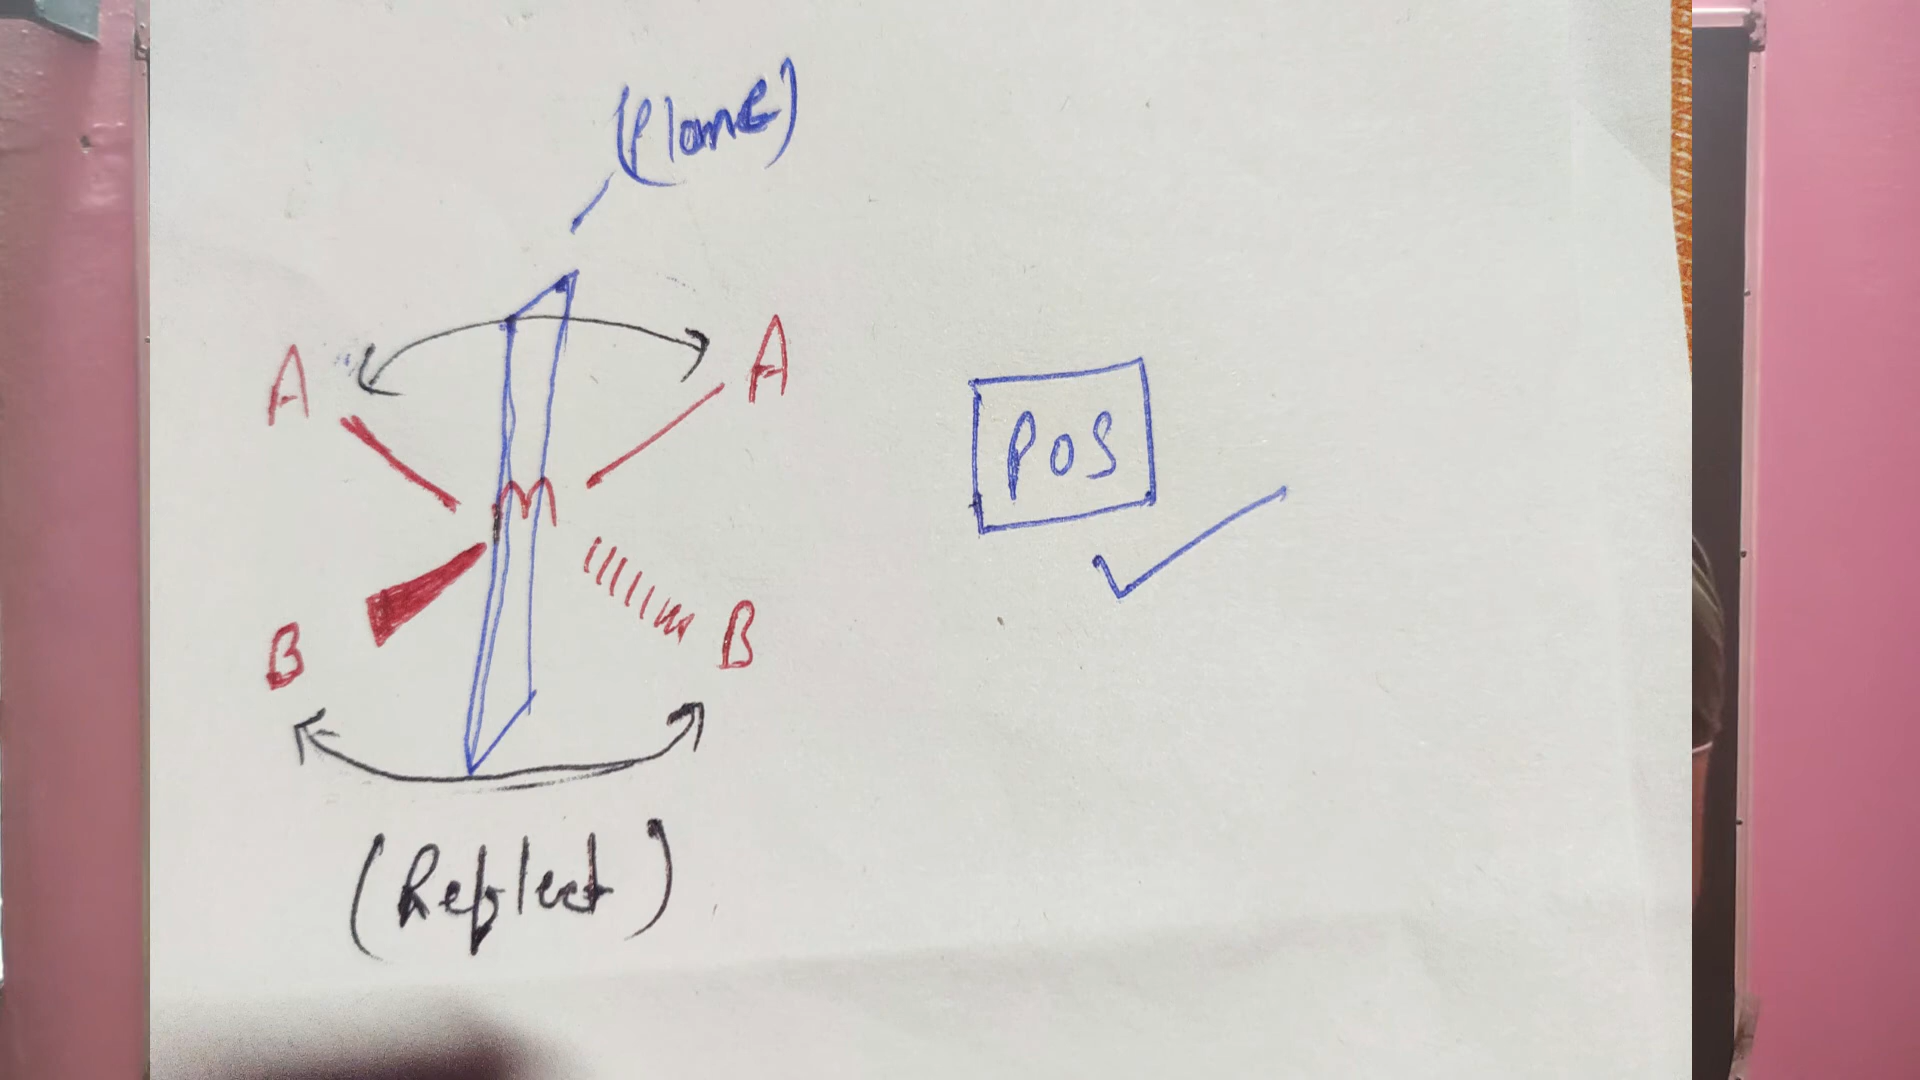 (Plane)
A A
M
B B
(Reflect)
POS